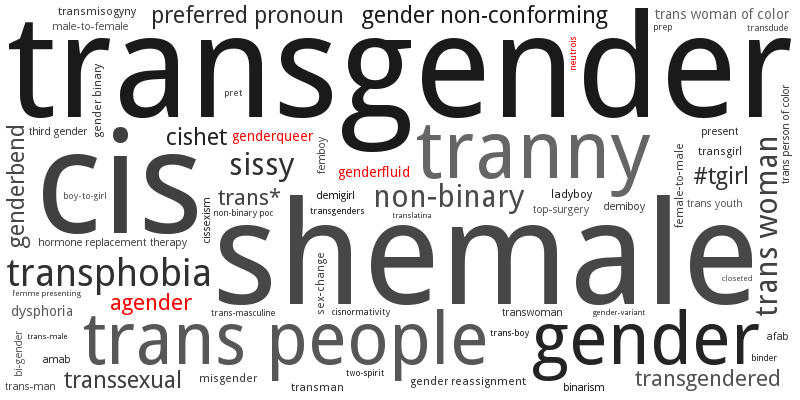 transmisogyny
preferred pronoun
gender non-conforming
trans woman of color
male-to-female
prep
transdude
transgender
neutrois
gender binary
pret
trans person of color
third gender
cishet
genderqueer
present
genderbend
cis
femboy
tranny
female-to-male
transgirl
sissy
genderfluid
#tgirl
trans woman
boy-to-girl
trans*
demigirl
non-binary
ladyboy
trans youth
cissexism
non-binary poc
transgenders
translatina
top-surgery
demiboy
hormone replacement therapy
shemale
transphobia
sex-change
closeted
femme presenting
agender
dysphoria
trans-masculine
cisnormativity
transwoman
gender-variant
trans-male
trans people
trans-boy
gender
afab
bi-gender
amab
binder
two-spirit
trans-man
transsexual
misgender
transman
gender reassignment
binarism
transgendered